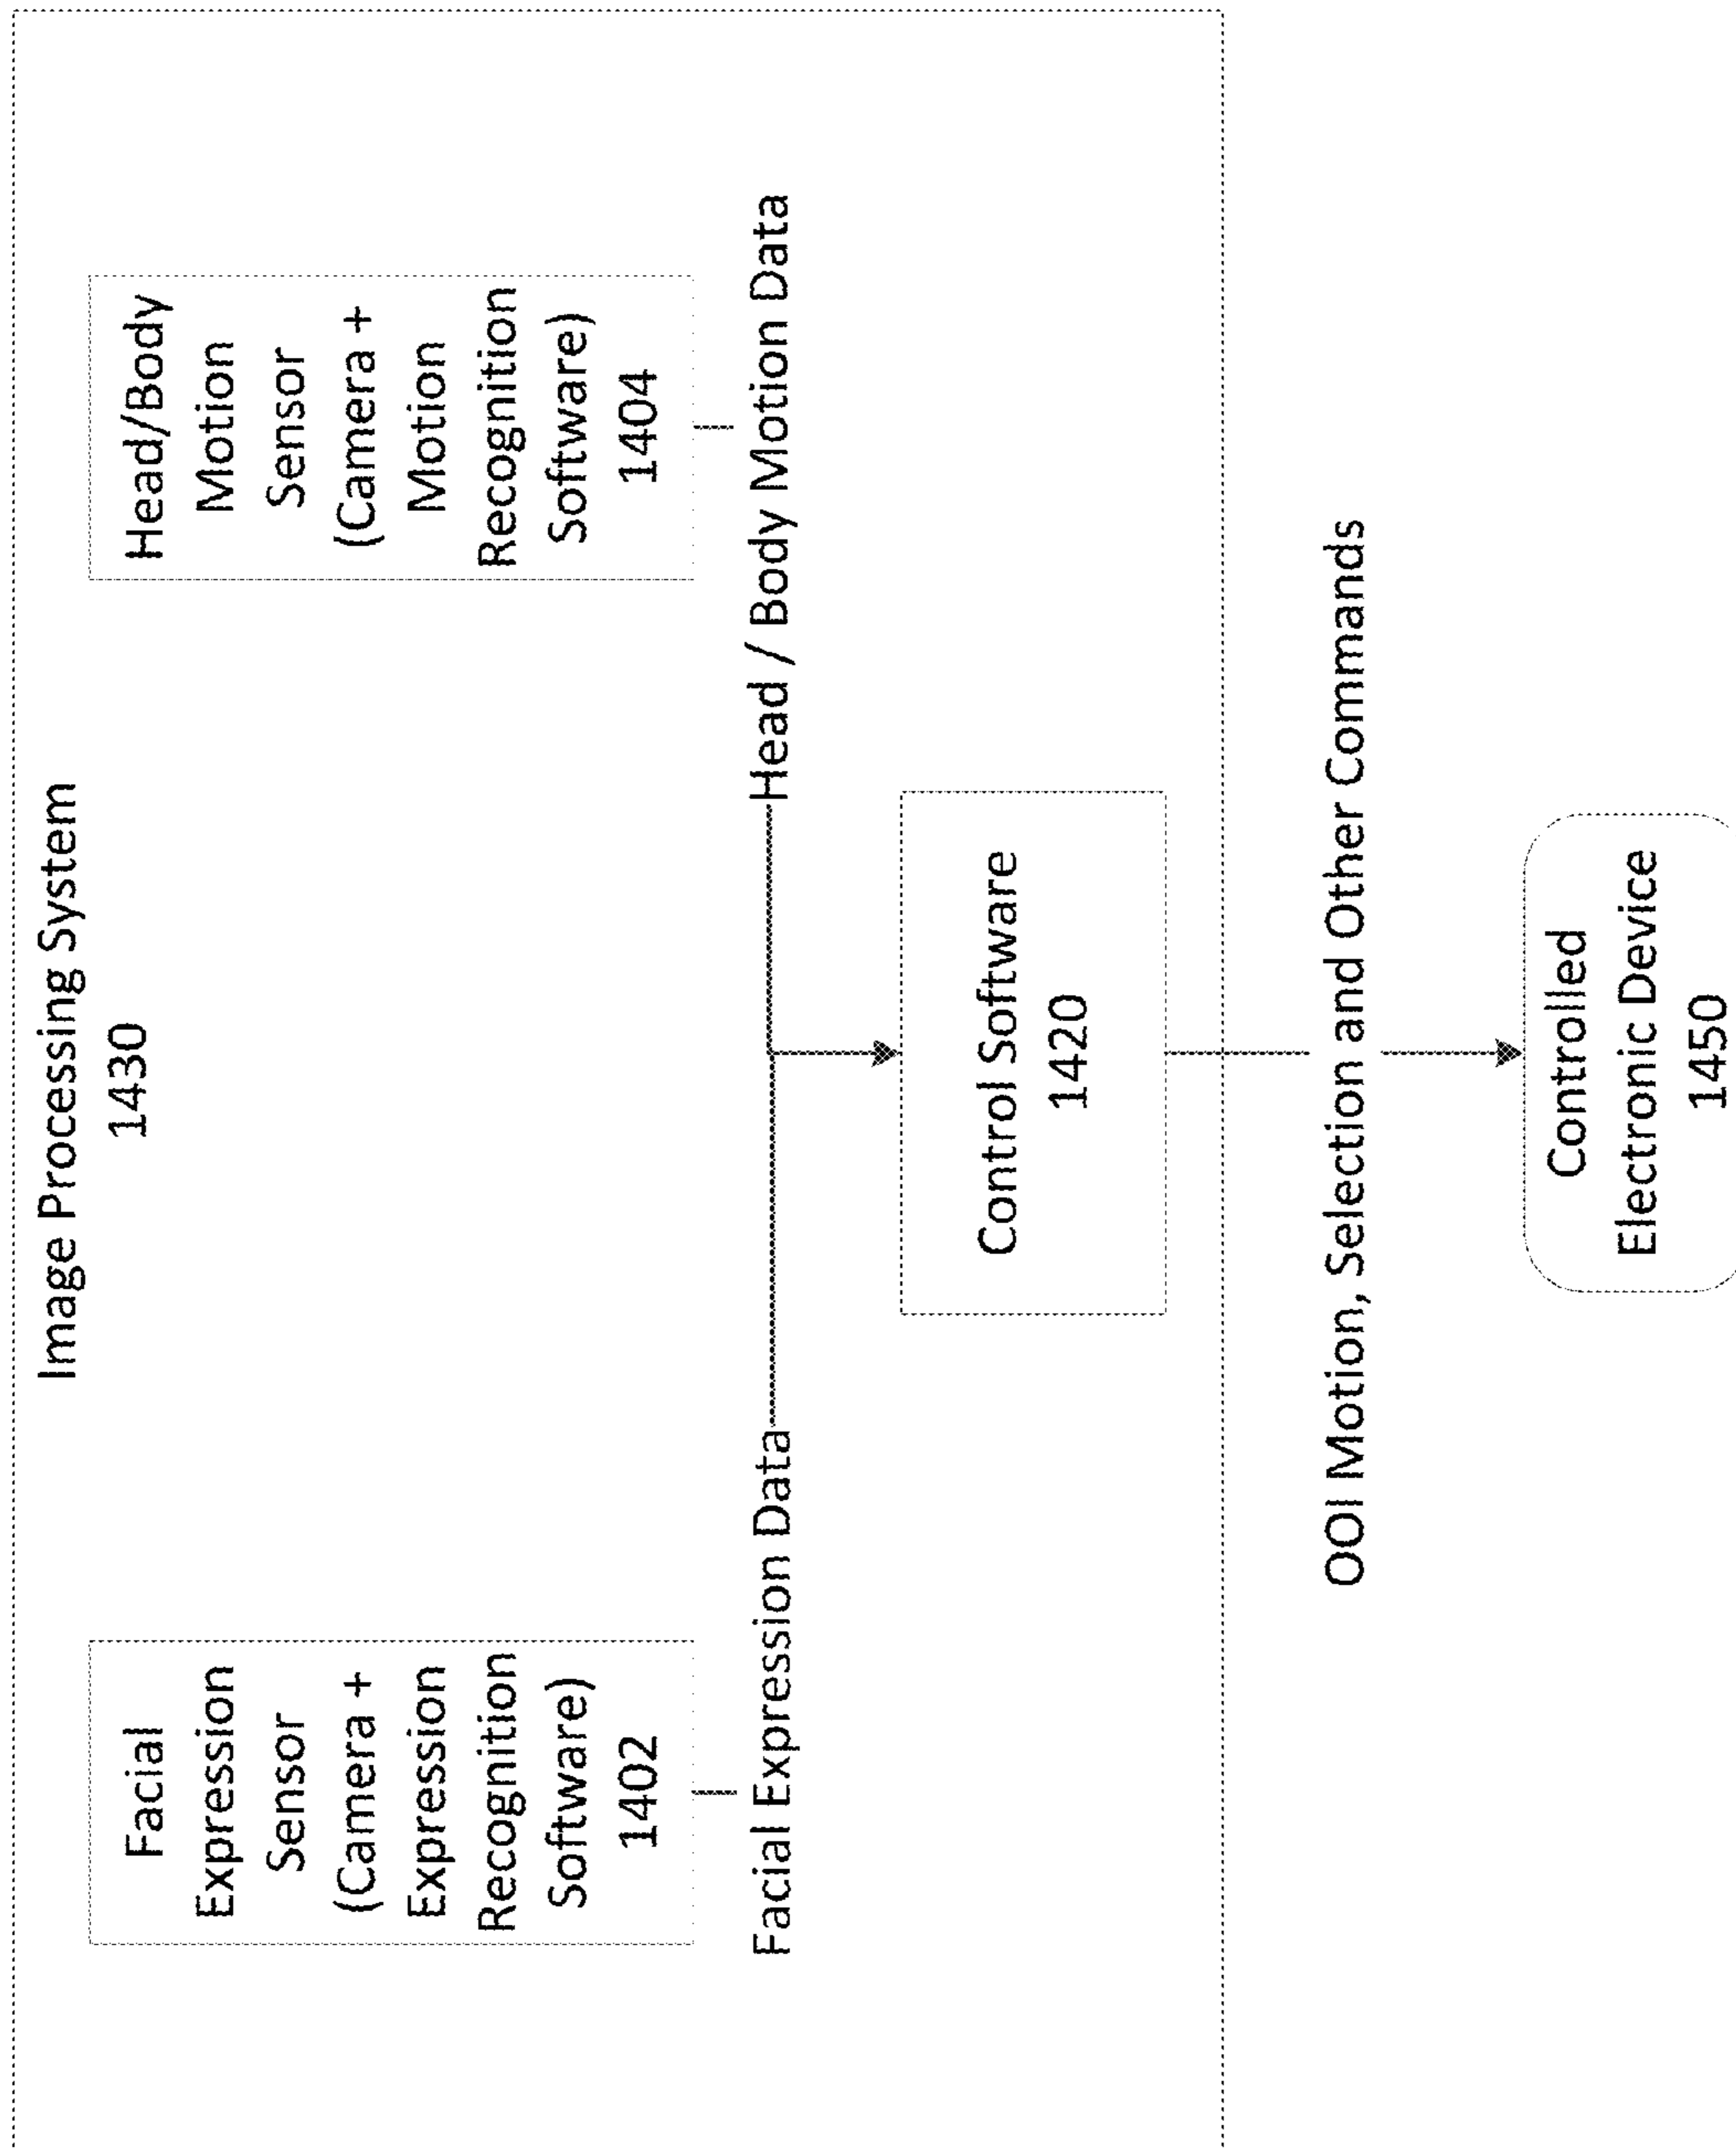 Image Processing System
1430
Facial
Expression
Sensor
(Camera +
Expression
Recognition
Software)
1402
Head/Body
Motion
Sensor
(Camera +
Motion
Recognition
Software)
1404
Facial Expression Data
Head / Body Motion Data
Control Software
1420
OOI Motion, Selection and Other Commands
Controlled
Electronic Device
1450